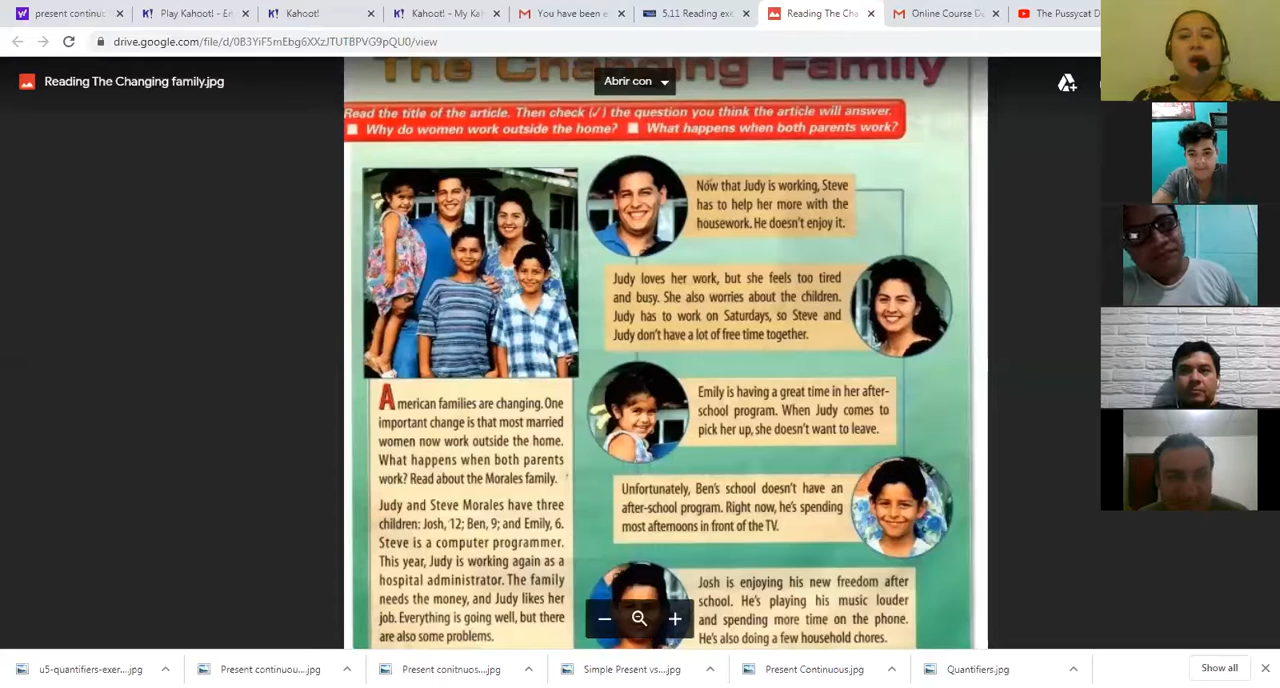 present continuo
Play Kahoot! - En
Kahoot!
Kahoot! - My Ka
You have been e
5.11 Reading exe
Reading The Cha
Online Course De
The Pussycat D
drive.google.com/file/d/0B3YiF5mEbg6XXzJTUTBPVG9pQU0/view
Reading The Changing family.jpg
Abrir con
The Changing Family
Read the title of the article. Then check (✓) the question you think the article will answer.
Why do women work outside the home? What happens when both parents work?
American families are changing. One
important change is that most married
women now work outside the home.
What happens when both parents
work? Read about the Morales family.
Judy and Steve Morales have three
children: Josh, 12; Ben, 9; and Emily, 6.
Steve is a computer programmer.
This year, Judy is working again as a
hospital administrator. The family
needs the money, and Judy likes her
job. Everything is going well, but there
are also some problems.
Now that Judy is working, Steve
has to help her more with the
housework. He doesn't enjoy it.
Judy loves her work, but she feels too tired
and busy. She also worries about the children.
Judy has to work on Saturdays, so Steve and
Judy don't have a lot of free time together.
Emily is having a great time in her after-
school program. When Judy comes to
pick her up, she doesn't want to leave.
Unfortunately, Ben's school doesn't have an
after-school program. Right now, he's spending
most afternoons in front of the TV.
Josh is enjoying his new freedom after
school. He's playing his music louder
and spending more time on the phone.
He's also doing a few household chores.
u5-quantifiers-exer....jpg
Present continuou....jpg
Present conitnuos....jpg
Simple Present vs....jpg
Present Continuous.jpg
Quantifiers.jpg
Show all